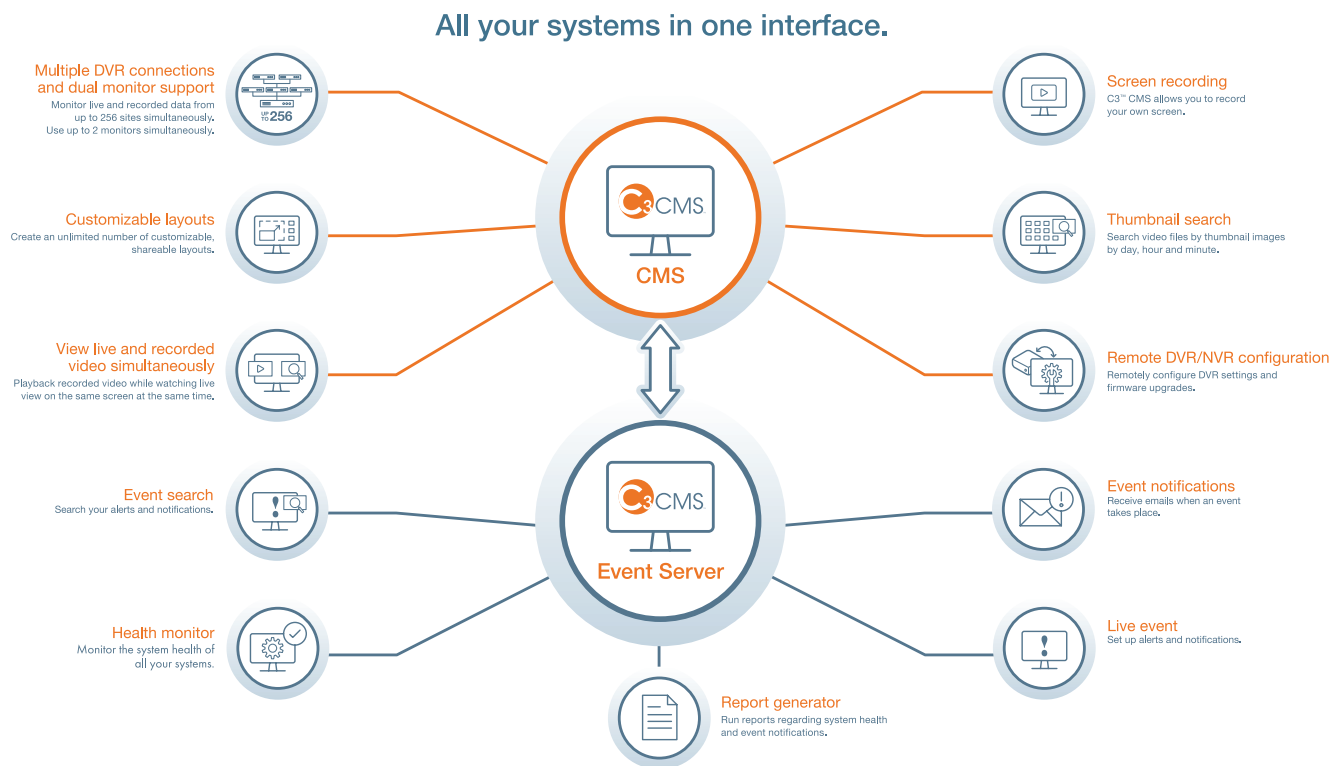 All your systems in one interface.
Multiple DVR connections
and dual monitor support
Monitor live and recorded data from
up to 256 sites simultaneously.
Use up to 2 monitors simultaneously.
UP
TO 256
Customizable layouts
Create an unlimited number of customizable,
shareable layouts.
View live and recorded
video simultaneously
Playback recorded video while watching live
view on the same screen at the same time.
Event search
Search your alerts and notifications.
Health monitor
Monitor the system health of
all your systems.
C3 CMS
CMS
C3 CMS
Event Server
Report generator
Run reports regarding system health
and event notifications.
Screen recording
C3™ CMS allows you to record
your own screen.
Thumbnail search
Search video files by thumbnail images
by day, hour and minute.
Remote DVR/NVR configuration
Remotely configure DVR settings and
firmware upgrades.
Event notifications
Receive emails when an event
takes place.
Live event
Set up alerts and notifications.